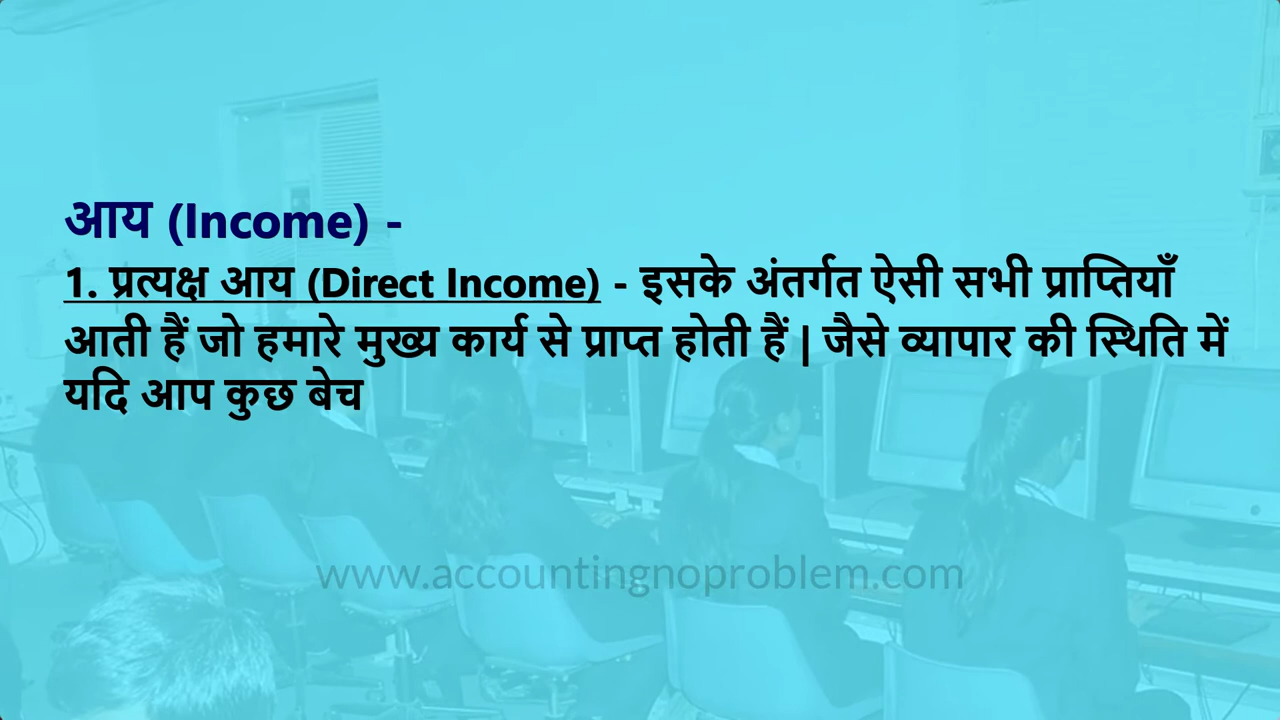 आय (Income) -
1. प्रत्यक्ष आय (Direct Income) - इसके अंतर्गत ऐसी सभी प्राप्तियाँ
आती हैं जो हमारे मुख्य कार्य से प्राप्त होती हैं | जैसे व्यापार की स्थिति में
यदि आप कुछ बेच
www.accountingnoproblem.com